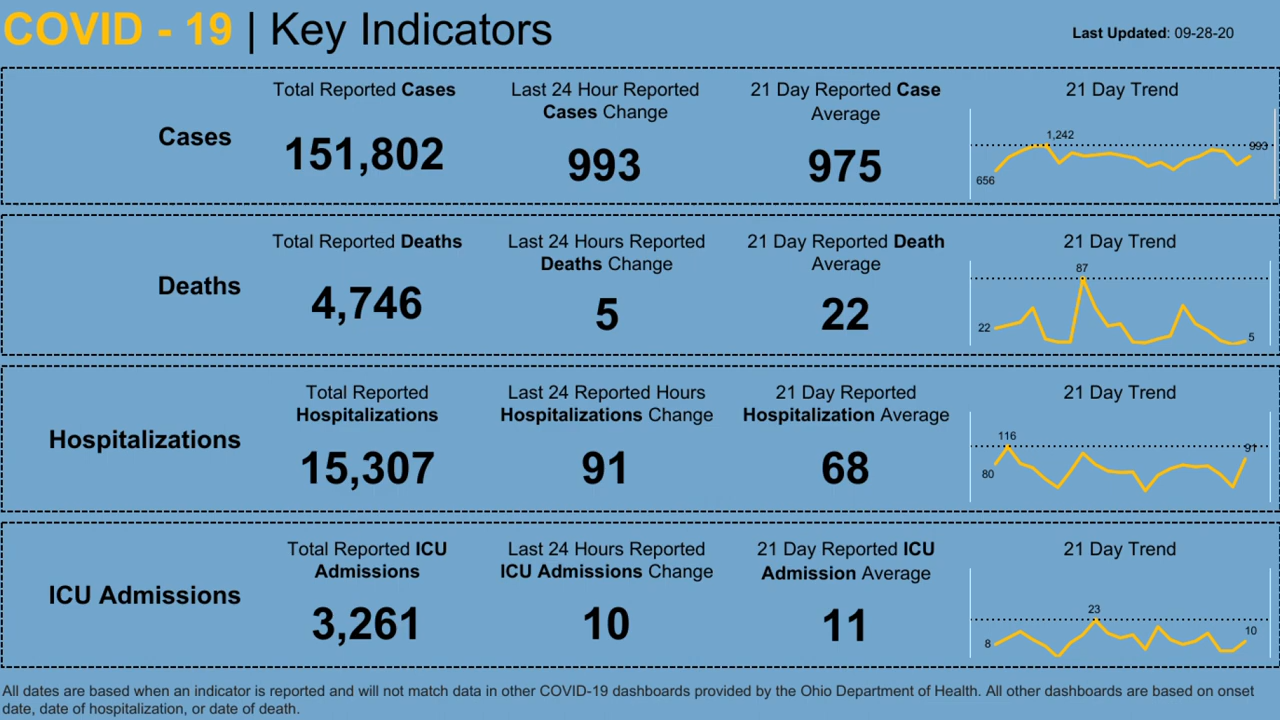 COVID - 19 | Key Indicators
Last Updated: 09-28-20
Cases
Total Reported Cases
151,802
Last 24 Hour Reported
Cases Change
993
21 Day Reported Case
Average
975
21 Day Trend
656
1,242
993
Deaths
Total Reported Deaths
4,746
Last 24 Hours Reported
Deaths Change
5
21 Day Reported Death
Average
22
21 Day Trend
22
87
5
Hospitalizations
Total Reported
Hospitalizations
15,307
Last 24 Reported Hours
Hospitalizations Change
91
21 Day Reported
Hospitalization Average
68
21 Day Trend
80
116
91
ICU Admissions
Total Reported ICU
Admissions
3,261
Last 24 Hours Reported
ICU Admissions Change
10
21 Day Reported ICU
Admission Average
11
21 Day Trend
8
23
10
All dates are based when an indicator is reported and will not match data in other COVID-19 dashboards provided by the Ohio Department of Health. All other dashboards are based on onset
date, date of hospitalization, or date of death.